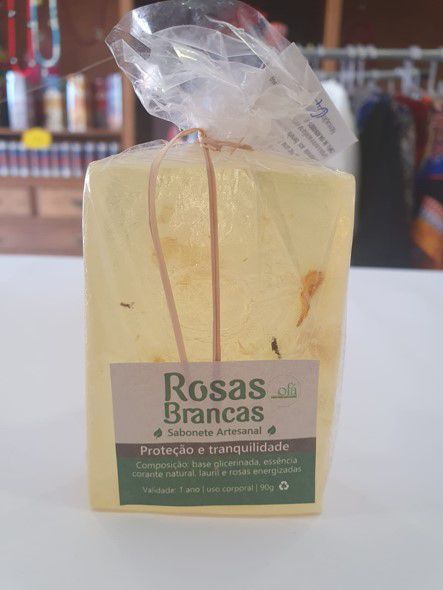 Rosas
Brancas
ofá
Sabonete Artesanal
Proteção e tranquilidade
Composição: base glicerinada, essência
corante natural, lauril e rosas energizadas
Validade: 1 ano | uso corporal | 90g